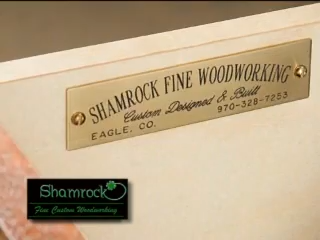 SHAMROCK FINE WOODWORKING
Custom Designed & Built
EAGLE, CO. 970-328-7253
Shamrock
Fine Custom Woodworking